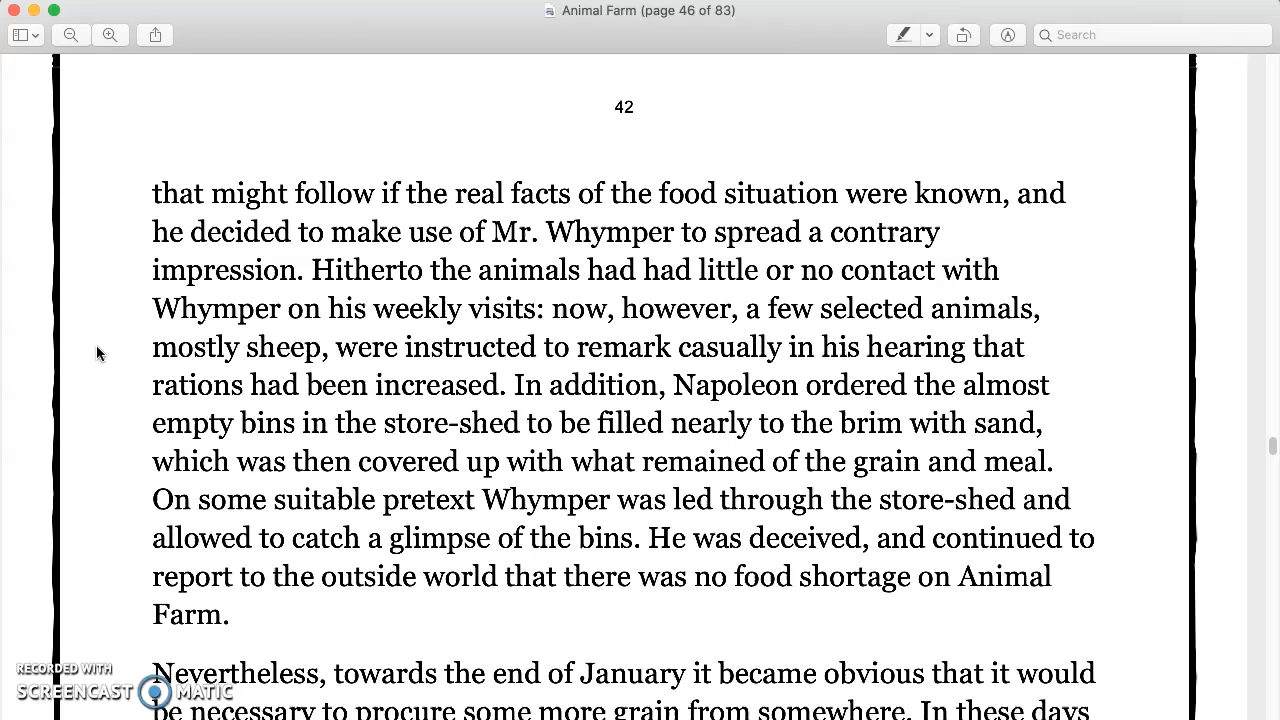 Animal Farm (page 46 of 83)
Search
42
that might follow if the real facts of the food situation were known, and
he decided to make use of Mr. Whymper to spread a contrary
impression. Hitherto the animals had had little or no contact with
Whymper on his weekly visits: now, however, a few selected animals,
mostly sheep, were instructed to remark casually in his hearing that
rations had been increased. In addition, Napoleon ordered the almost
empty bins in the store-shed to be filled nearly to the brim with sand,
which was then covered up with what remained of the grain and meal.
On some suitable pretext Whymper was led through the store-shed and
allowed to catch a glimpse of the bins. He was deceived, and continued to
report to the outside world that there was no food shortage on Animal
Farm.
Nevertheless, towards the end of January it became obvious that it would
be necessary to procure some more grain from somewhere. In these days
RECORDED WITH
SCREENCAST MATIC